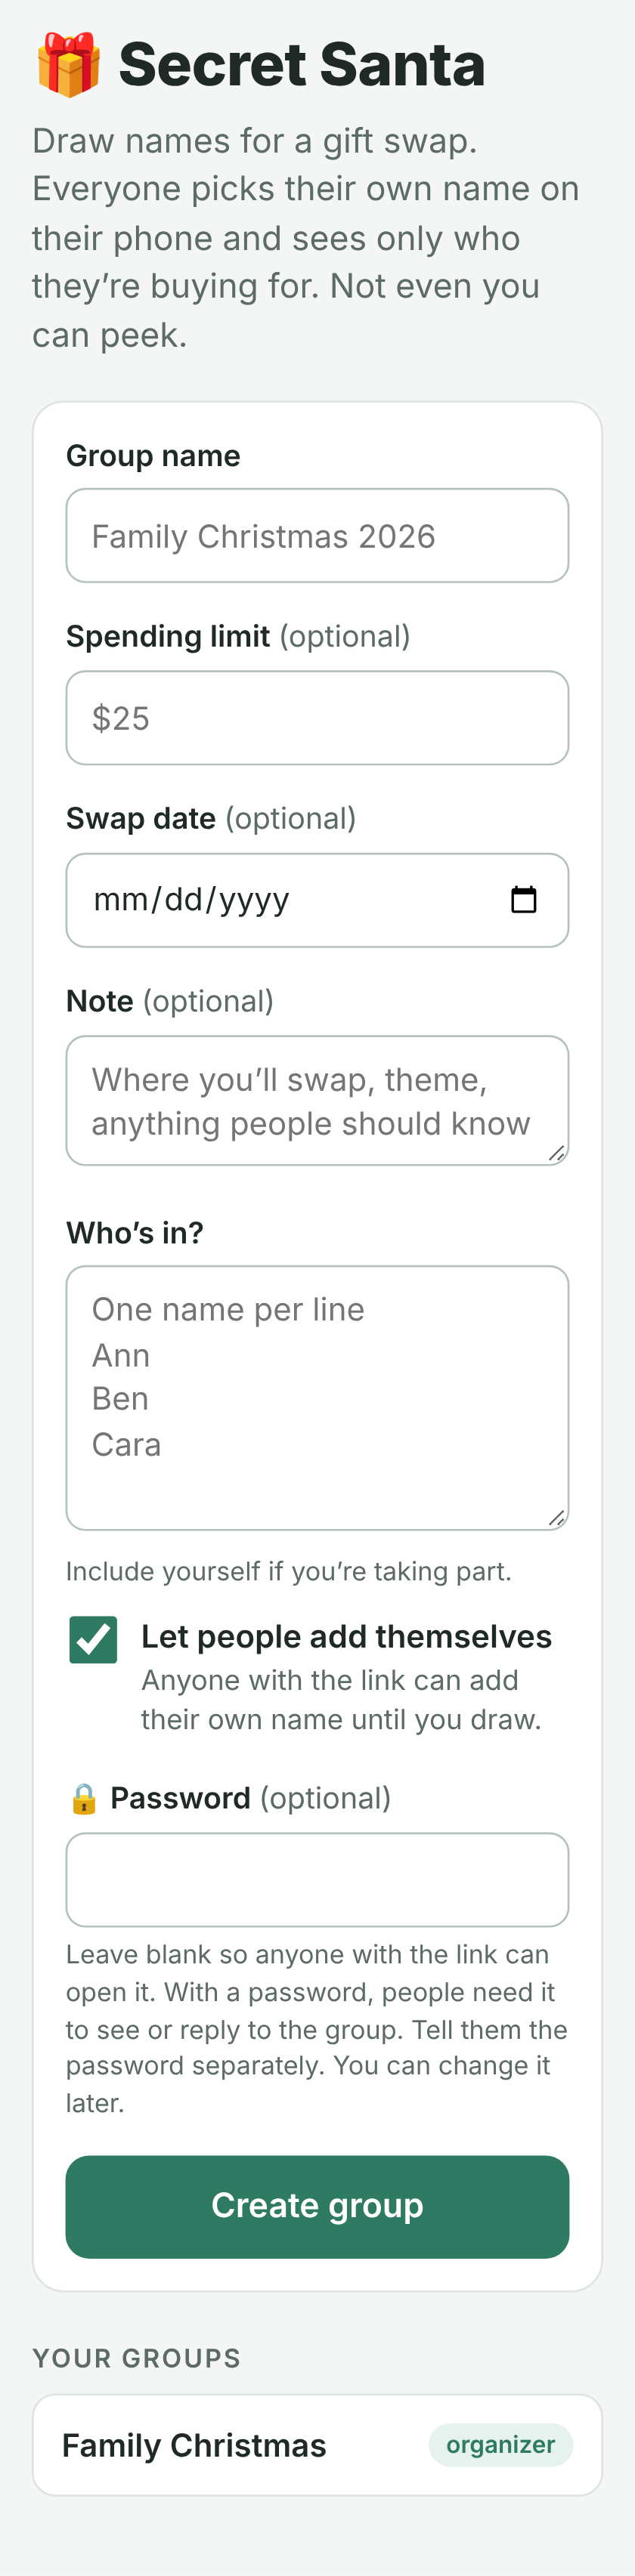 🎁 Secret Santa
Draw names for a gift swap.
Everyone picks their own name on
their phone and sees only who
they’re buying for. Not even you
can peek.
Group name
Family Christmas 2026
Spending limit (optional)
$25
Swap date (optional)
mm/dd/yyyy
Note (optional)
Where you’ll swap, theme,
anything people should know
Who’s in?
One name per line
Ann
Ben
Cara
Include yourself if you’re taking part.
Let people add themselves
Anyone with the link can add
their own name until you draw.
🔒 Password (optional)
Leave blank so anyone with the link can
open it. With a password, people need it
to see or reply to the group. Tell them the
password separately. You can change it
later.
Create group
YOUR GROUPS
Family Christmas organizer